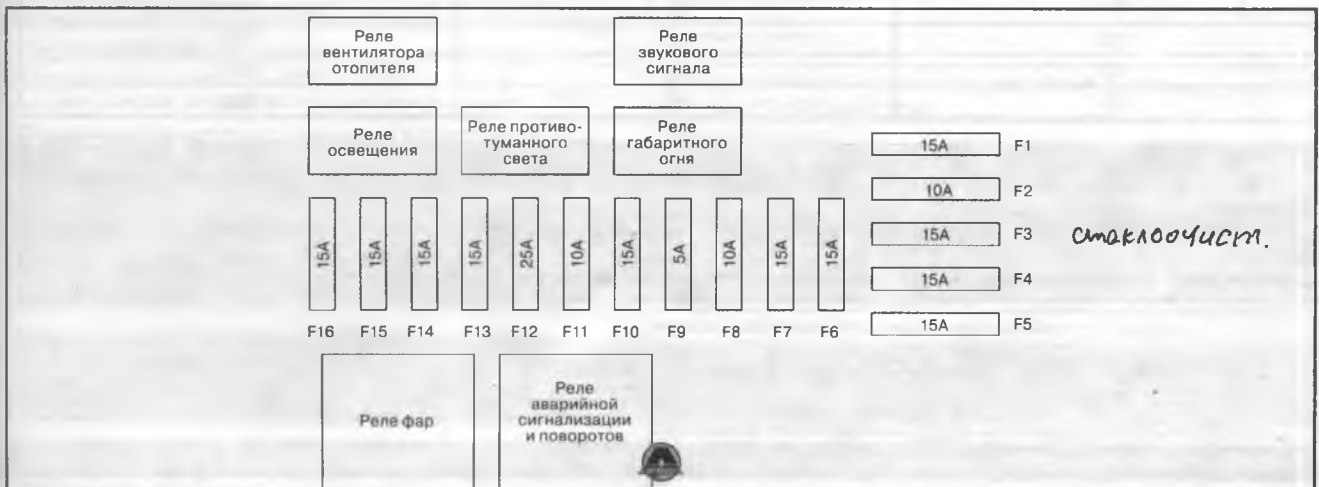 Реле
вентилятора
отопителя
Реле
звукового
сигнала
Реле
освещения
Реле противо-
туманного
света
Реле
габаритного
огня
15A F1
10A F2
15A F3 стаклоочист.
15A F4
15A F5
15A 15A 15A 15A 25A 10A 15A 5A 10A 15A 15A
F16 F15 F14 F13 F12 F11 F10 F9 F8 F7 F6
Реле фар
Реле
аварийной
сигнализации
и поворотов